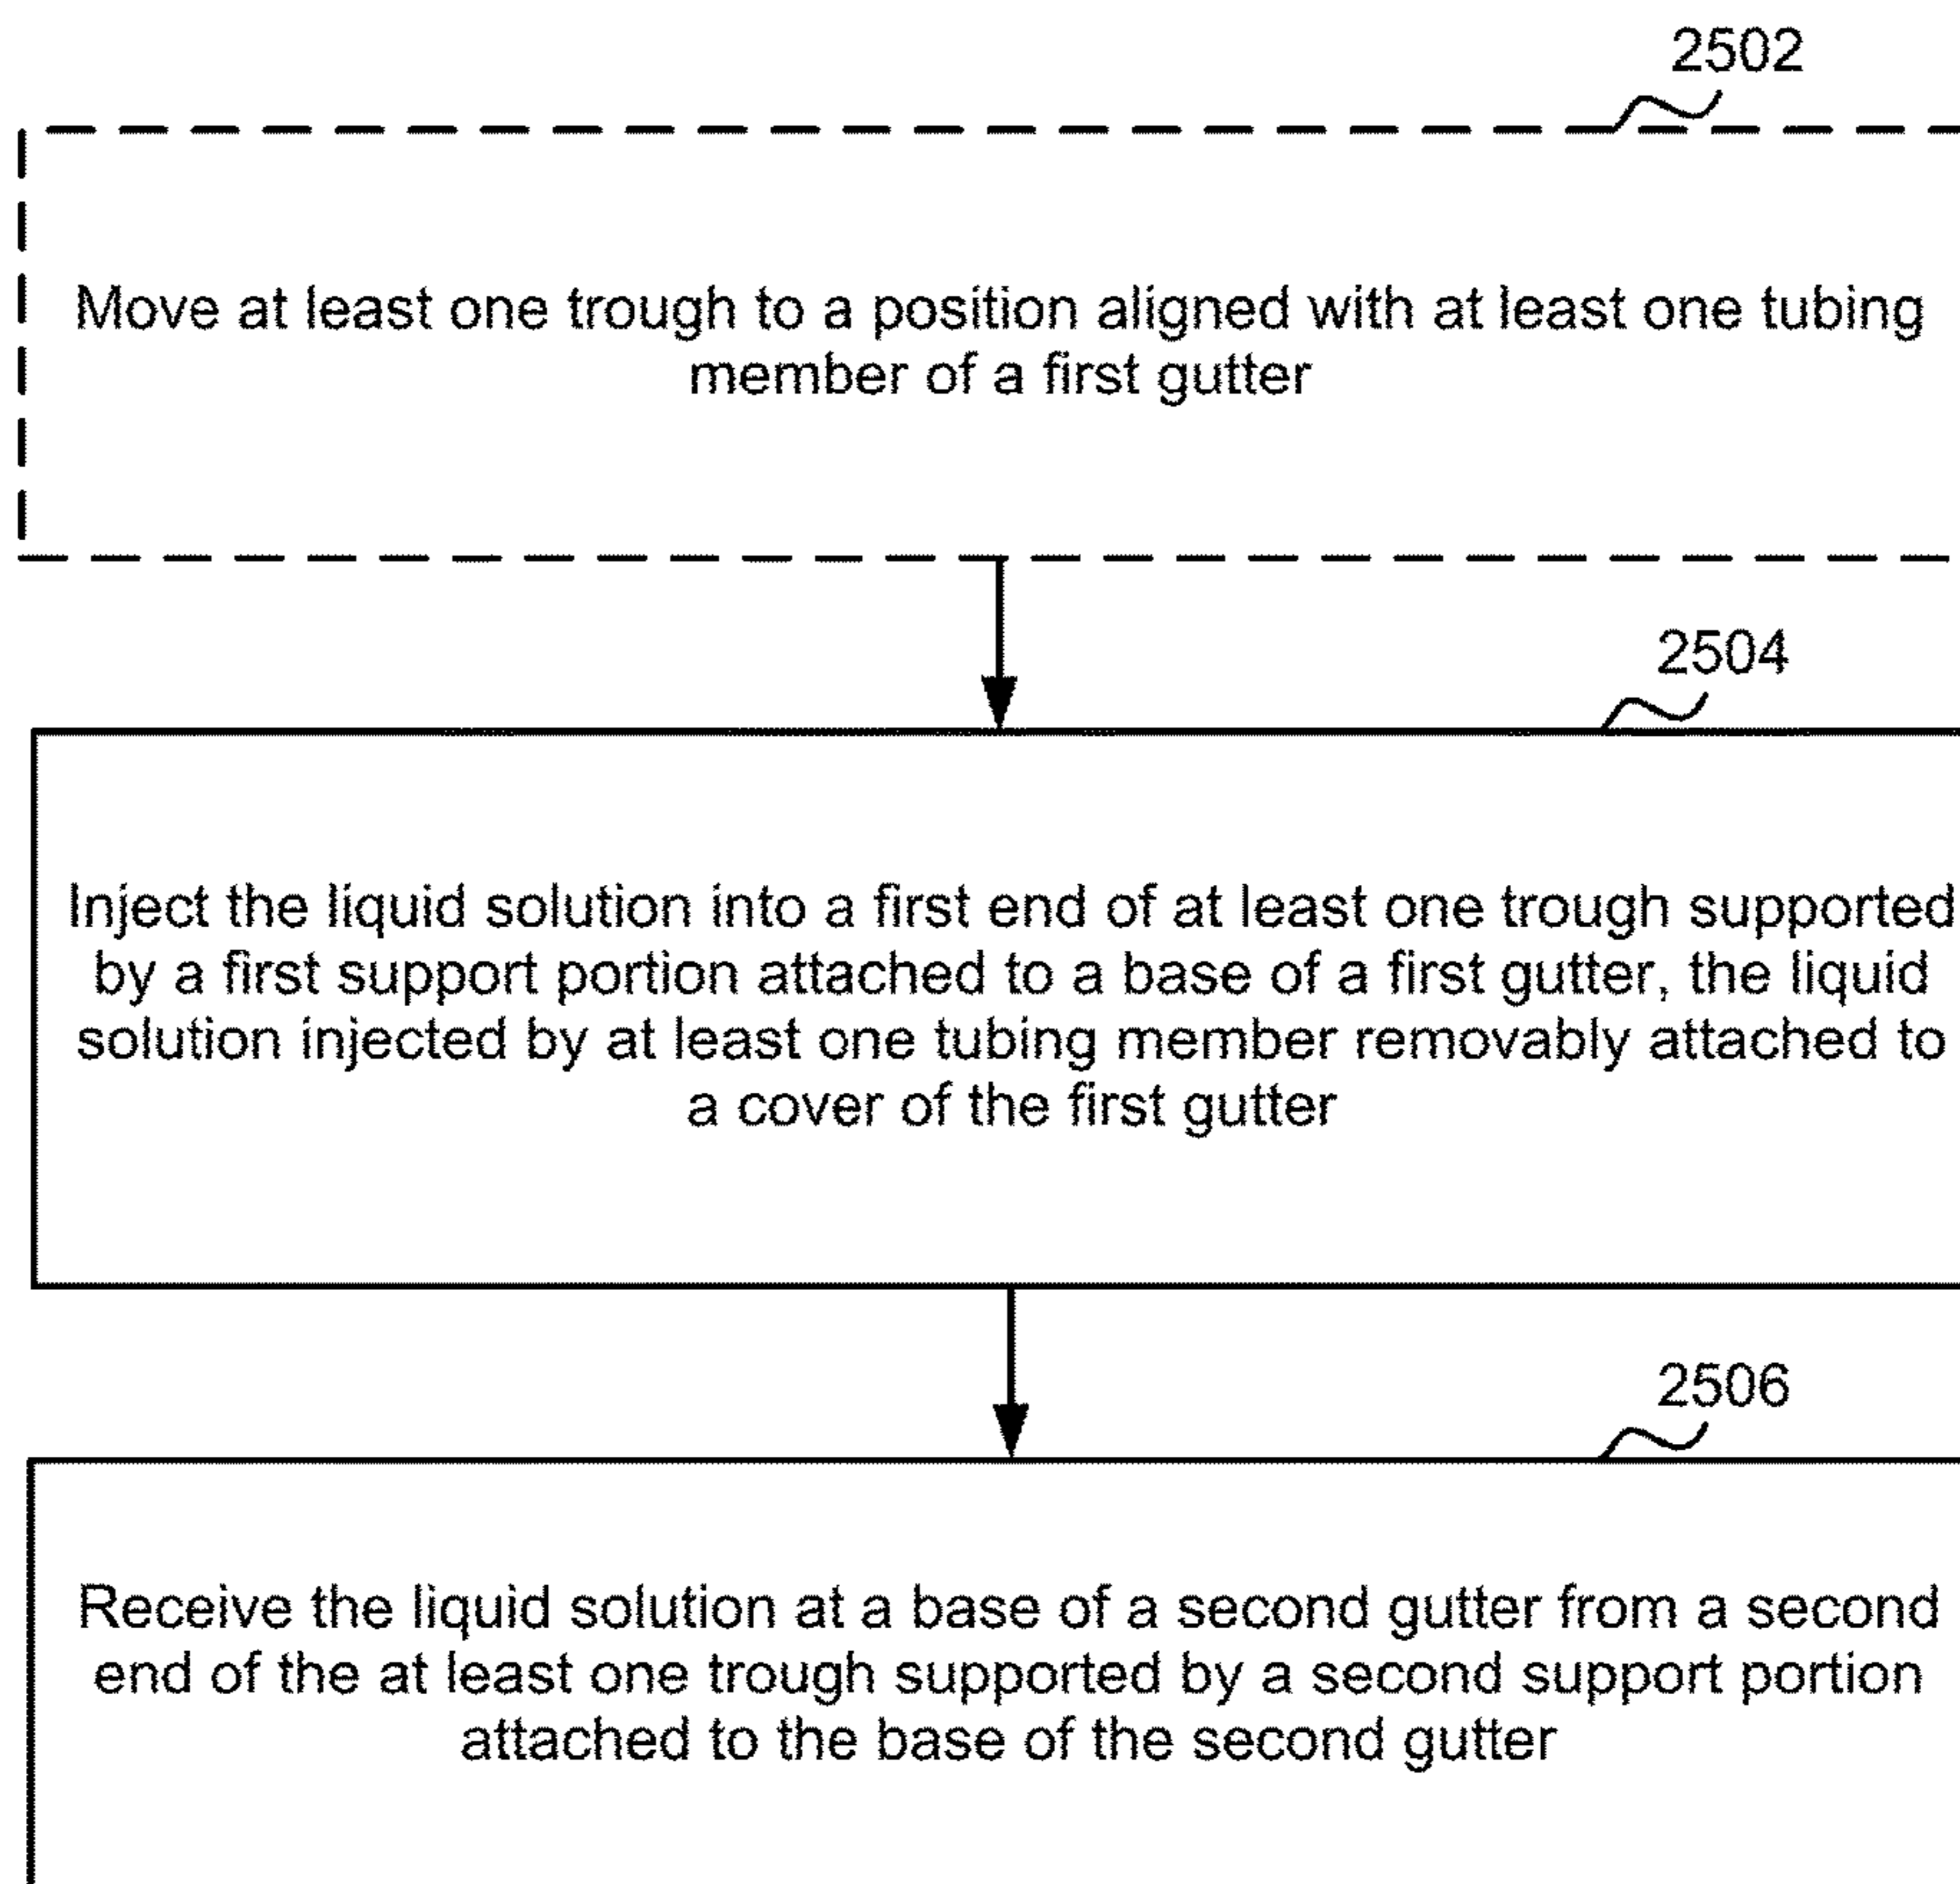 2502
Move at least one trough to a position aligned with at least one tubing
member of a first gutter
2504
Inject the liquid solution into a first end of at least one trough supported
by a first support portion attached to a base of a first gutter, the liquid
solution injected by at least one tubing member removably attached to
a cover of the first gutter
2506
Receive the liquid solution at a base of a second gutter from a second
end of the at least one trough supported by a second support portion
attached to the base of the second gutter